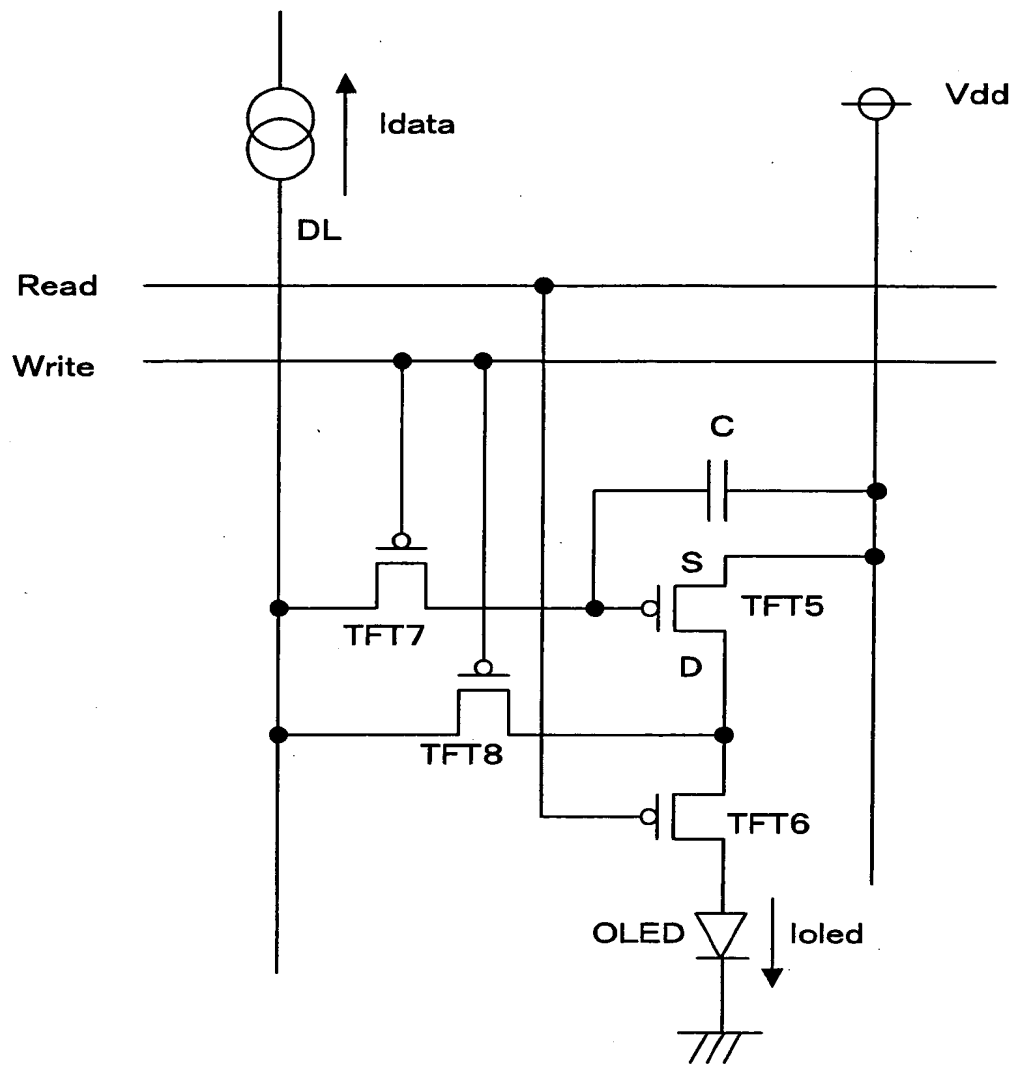 Vdd
Idata
DL
Read
Write
C
S
TFT5
TFT7
D
TFT8
TFT6
OLED
Ioled